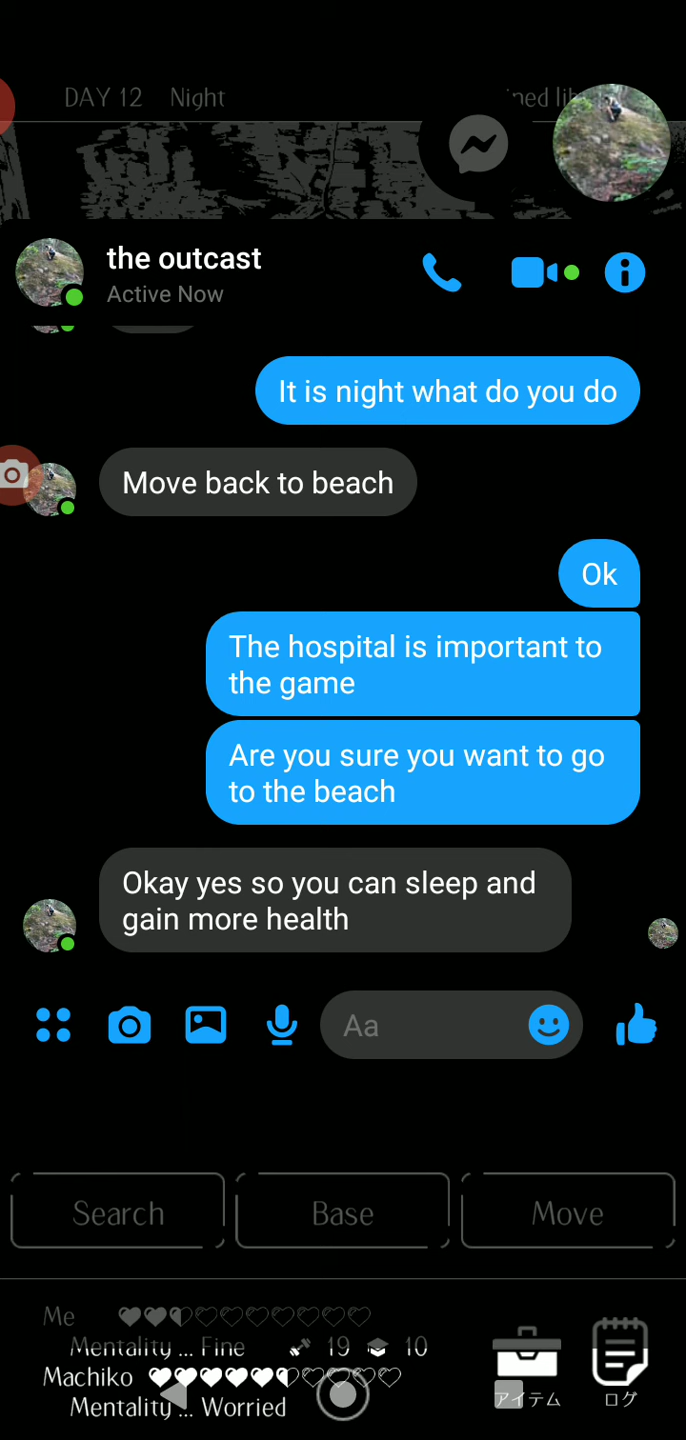 DAY 12 Night
ined lib
the outcast
Active Now
It is night what do you do
Move back to beach
Ok
The hospital is important to
the game
Are you sure you want to go
to the beach
Okay yes so you can sleep and
gain more health
Aa
Search Base Move
Me
Mentality ... Fine 19 10
Machiko
Mentality ... Worried
アイテム ログ